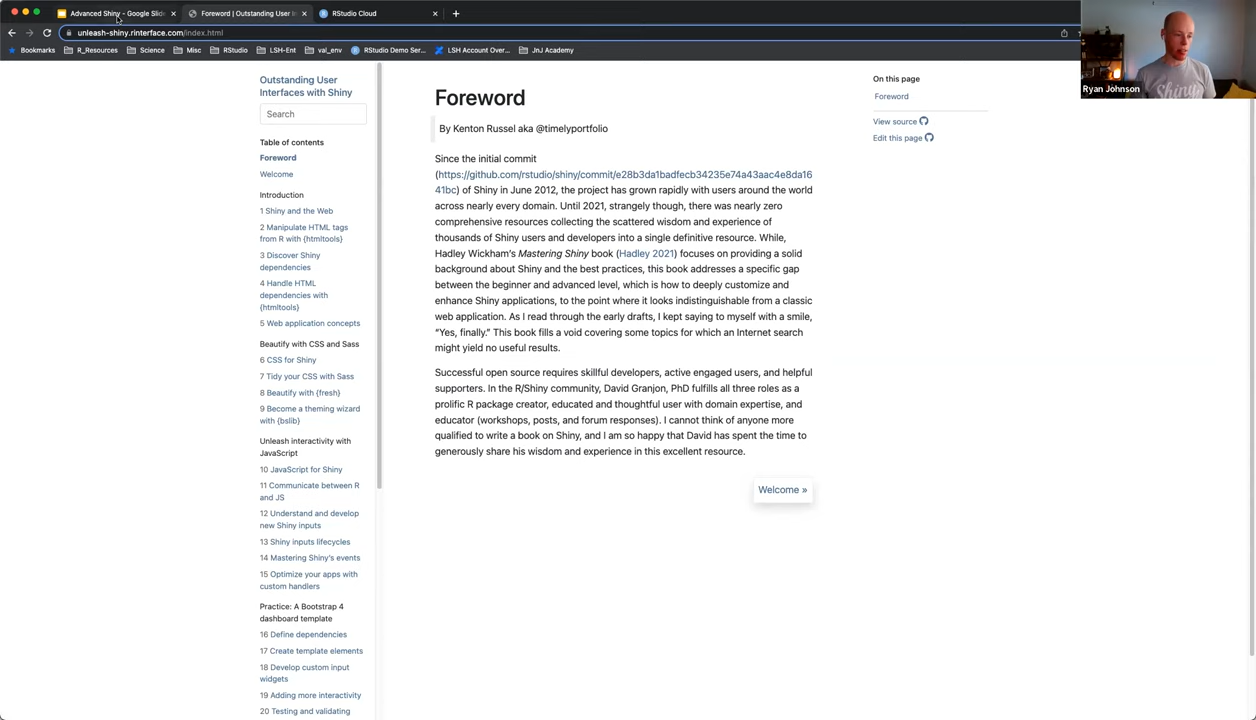 Advanced Shiny - Google Slide
Foreword | Outstanding User In
RStudio Cloud
unleash-shiny.rinterface.com/index.html
Bookmarks
R_Resources
Science
Misc
RStudio
LSH-Ent
val_env
RStudio Demo Ser...
LSH Account Over...
JnJ Academy
Ryan Johnson
Outstanding User
Interfaces with Shiny
Search
Table of contents
Foreword
Welcome
Introduction
1 Shiny and the Web
2 Manipulate HTML tags
from R with {htmltools}
3 Discover Shiny
dependencies
4 Handle HTML
dependencies with
{htmltools}
5 Web application concepts
Beautify with CSS and Sass
6 CSS for Shiny
7 Tidy your CSS with Sass
8 Beautify with {fresh}
9 Become a theming wizard
with {bslib}
Unleash interactivity with
JavaScript
10 JavaScript for Shiny
11 Communicate between R
and JS
12 Understand and develop
new Shiny inputs
13 Shiny inputs lifecycles
14 Mastering Shiny's events
15 Optimize your apps with
custom handlers
Practice: A Bootstrap 4
dashboard template
16 Define dependencies
17 Create template elements
18 Develop custom input
widgets
19 Adding more interactivity
20 Testing and validating
Foreword
By Kenton Russel aka @timelyportfolio
Since the initial commit
(https://github.com/rstudio/shiny/commit/e28b3da1badfecb34235e74a43aac4e8da16
41bc) of Shiny in June 2012, the project has grown rapidly with users around the world
across nearly every domain. Until 2021, strangely though, there was nearly zero
comprehensive resources collecting the scattered wisdom and experience of
thousands of Shiny users and developers into a single definitive resource. While,
Hadley Wickham's Mastering Shiny book (Hadley 2021) focuses on providing a solid
background about Shiny and the best practices, this book addresses a specific gap
between the beginner and advanced level, which is how to deeply customize and
enhance Shiny applications, to the point where it looks indistinguishable from a classic
web application. As I read through the early drafts, I kept saying to myself with a smile,
“Yes, finally.” This book fills a void covering some topics for which an Internet search
might yield no useful results.
Successful open source requires skillful developers, active engaged users, and helpful
supporters. In the R/Shiny community, David Granjon, PhD fulfills all three roles as a
prolific R package creator, educated and thoughtful user with domain expertise, and
educator (workshops, posts, and forum responses). I cannot think of anyone more
qualified to write a book on Shiny, and I am so happy that David has spent the time to
generously share his wisdom and experience in this excellent resource.
Welcome »
On this page
Foreword
View source
Edit this page
Shiny